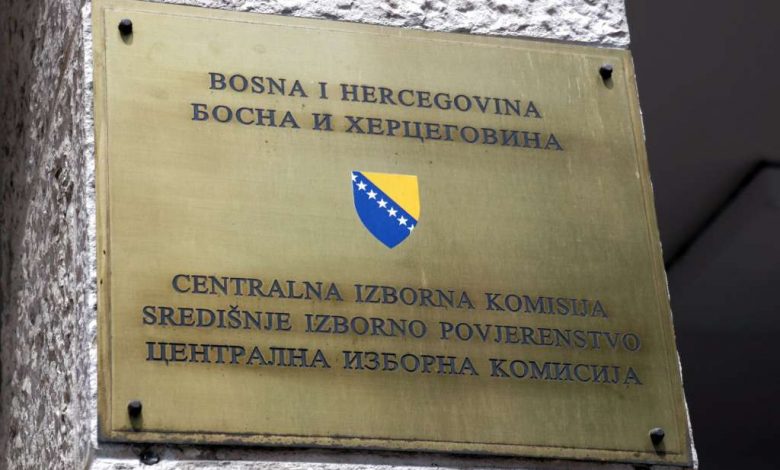 BOSNA I HERCEGOVINA
БОСНА И ХЕРЦЕГОВИНА
CENTRALNA IZBORNA KOMISIJA
SREDIŠNJE IZBORNO POVJERENSTVO
ЦЕНТРАЛНА ИЗБОРНА КОМИСИЈА